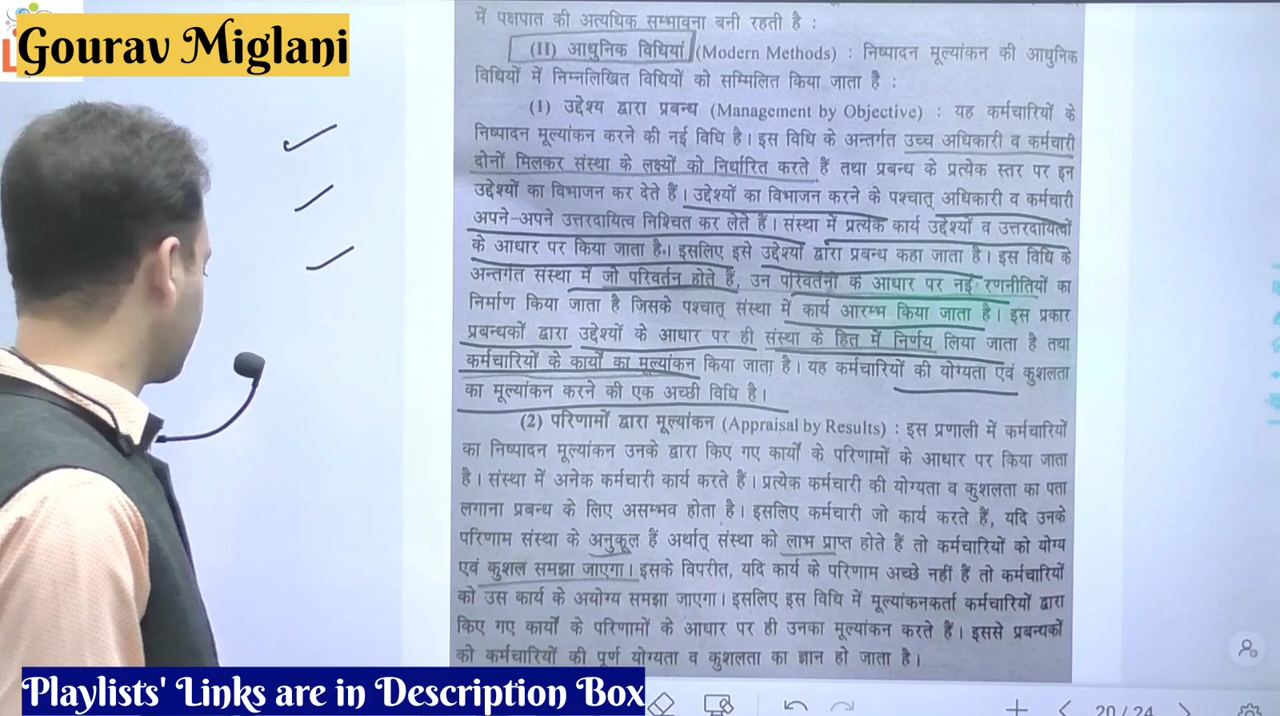 Gourav Miglani
में पक्षपात की अत्यधिक सम्भावना बनी रहती है :
(II) आधुनिक विधियां (Modern Methods) : निष्पादन मूल्यांकन की आधुनिक
विधियों में निम्नलिखित विधियों को सम्मिलित किया जाता है :
(1) उद्देश्य द्वारा प्रबन्ध (Management by Objective) : यह कर्मचारियों के
निष्पादन मूल्यांकन करने की नई विधि है। इस विधि के अन्तर्गत उच्च अधिकारी व कर्मचारी
दोनों मिलकर संस्था के लक्ष्यों को निर्धारित करते हैं तथा प्रबन्ध के प्रत्येक स्तर पर इन
उद्देश्यों का विभाजन कर देते हैं। उद्देश्यों का विभाजन करने के पश्चात् अधिकारी व कर्मचारी
अपने-अपने उत्तरदायित्व निश्चित कर लेते हैं। संस्था में प्रत्येक कार्य उद्देश्यों व उत्तरदायित्वों
के आधार पर किया जाता है। इसलिए इसे उद्देश्यों द्वारा प्रबन्ध कहा जाता है। इस विधि के
अन्तर्गत संस्था में जो परिवर्तन होते हैं, उन परिवर्तनों के आधार पर नई रणनीतियों का
निर्माण किया जाता है जिसके पश्चात् संस्था में कार्य आरम्भ किया जाता है। इस प्रकार
प्रबन्धकों द्वारा उद्देश्यों के आधार पर ही संस्था के हित में निर्णय लिया जाता है तथा
कर्मचारियों के कार्यों का मूल्यांकन किया जाता है। यह कर्मचारियों की योग्यता एवं कुशलता
का मूल्यांकन करने की एक अच्छी विधि है।
(2) परिणामों द्वारा मूल्यांकन (Appraisal by Results) : इस प्रणाली में कर्मचारियों
का निष्पादन मूल्यांकन उनके द्वारा किए गए कार्यों के परिणामों के आधार पर किया जाता
है। संस्था में अनेक कर्मचारी कार्य करते हैं। प्रत्येक कर्मचारी की योग्यता व कुशलता का पता
लगाना प्रबन्ध के लिए असम्भव होता है। इसलिए कर्मचारी जो कार्य करते हैं, यदि उनके
परिणाम संस्था के अनुकूल हैं अर्थात् संस्था को लाभ प्राप्त होते हैं तो कर्मचारियों को योग्य
एवं कुशल समझा जाएगा। इसके विपरीत, यदि कार्य के परिणाम अच्छे नहीं हैं तो कर्मचारियों
को उस कार्य के अयोग्य समझा जाएगा। इसलिए इस विधि में मूल्यांकनकर्ता कर्मचारियों द्वारा
किए गए कार्यों के परिणामों के आधार पर ही उनका मूल्यांकन करते हैं। इससे प्रबन्धकों
को कर्मचारियों की पूर्ण योग्यता व कुशलता का ज्ञान हो जाता है।
Playlists' Links are in Description Box
20/24